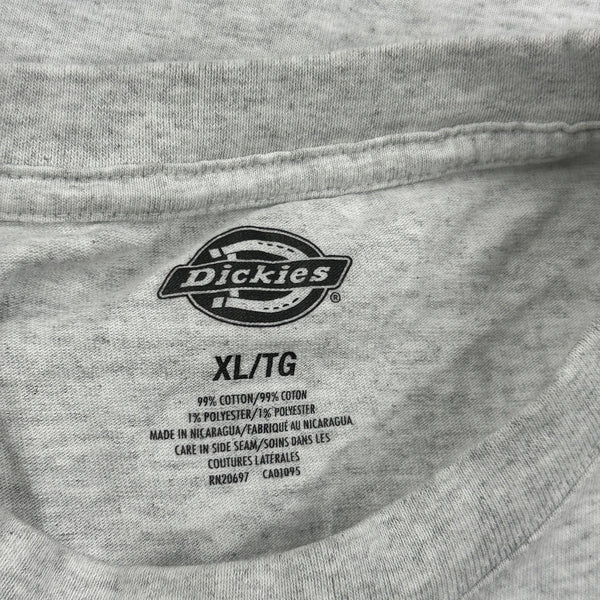 Dickies®
XL/TG
99% COTTON/99% COTON
1% POLYESTER/1% POLYESTER
MADE IN NICARAGUA/FABRIQUÉ AU NICARAGUA
CARE IN SIDE SEAM/SOINS DANS LES
COUTURES LATÉRALES
RN20697 CA01095